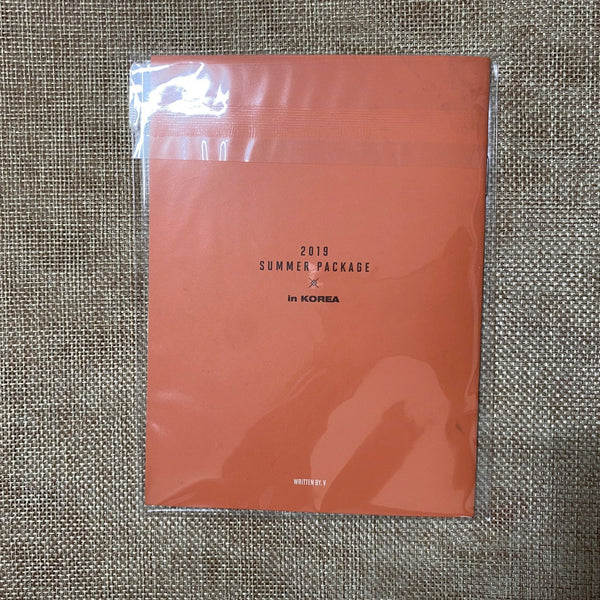 2019
SUMMER PACKAGE
in KOREA
WRITTEN BY. V